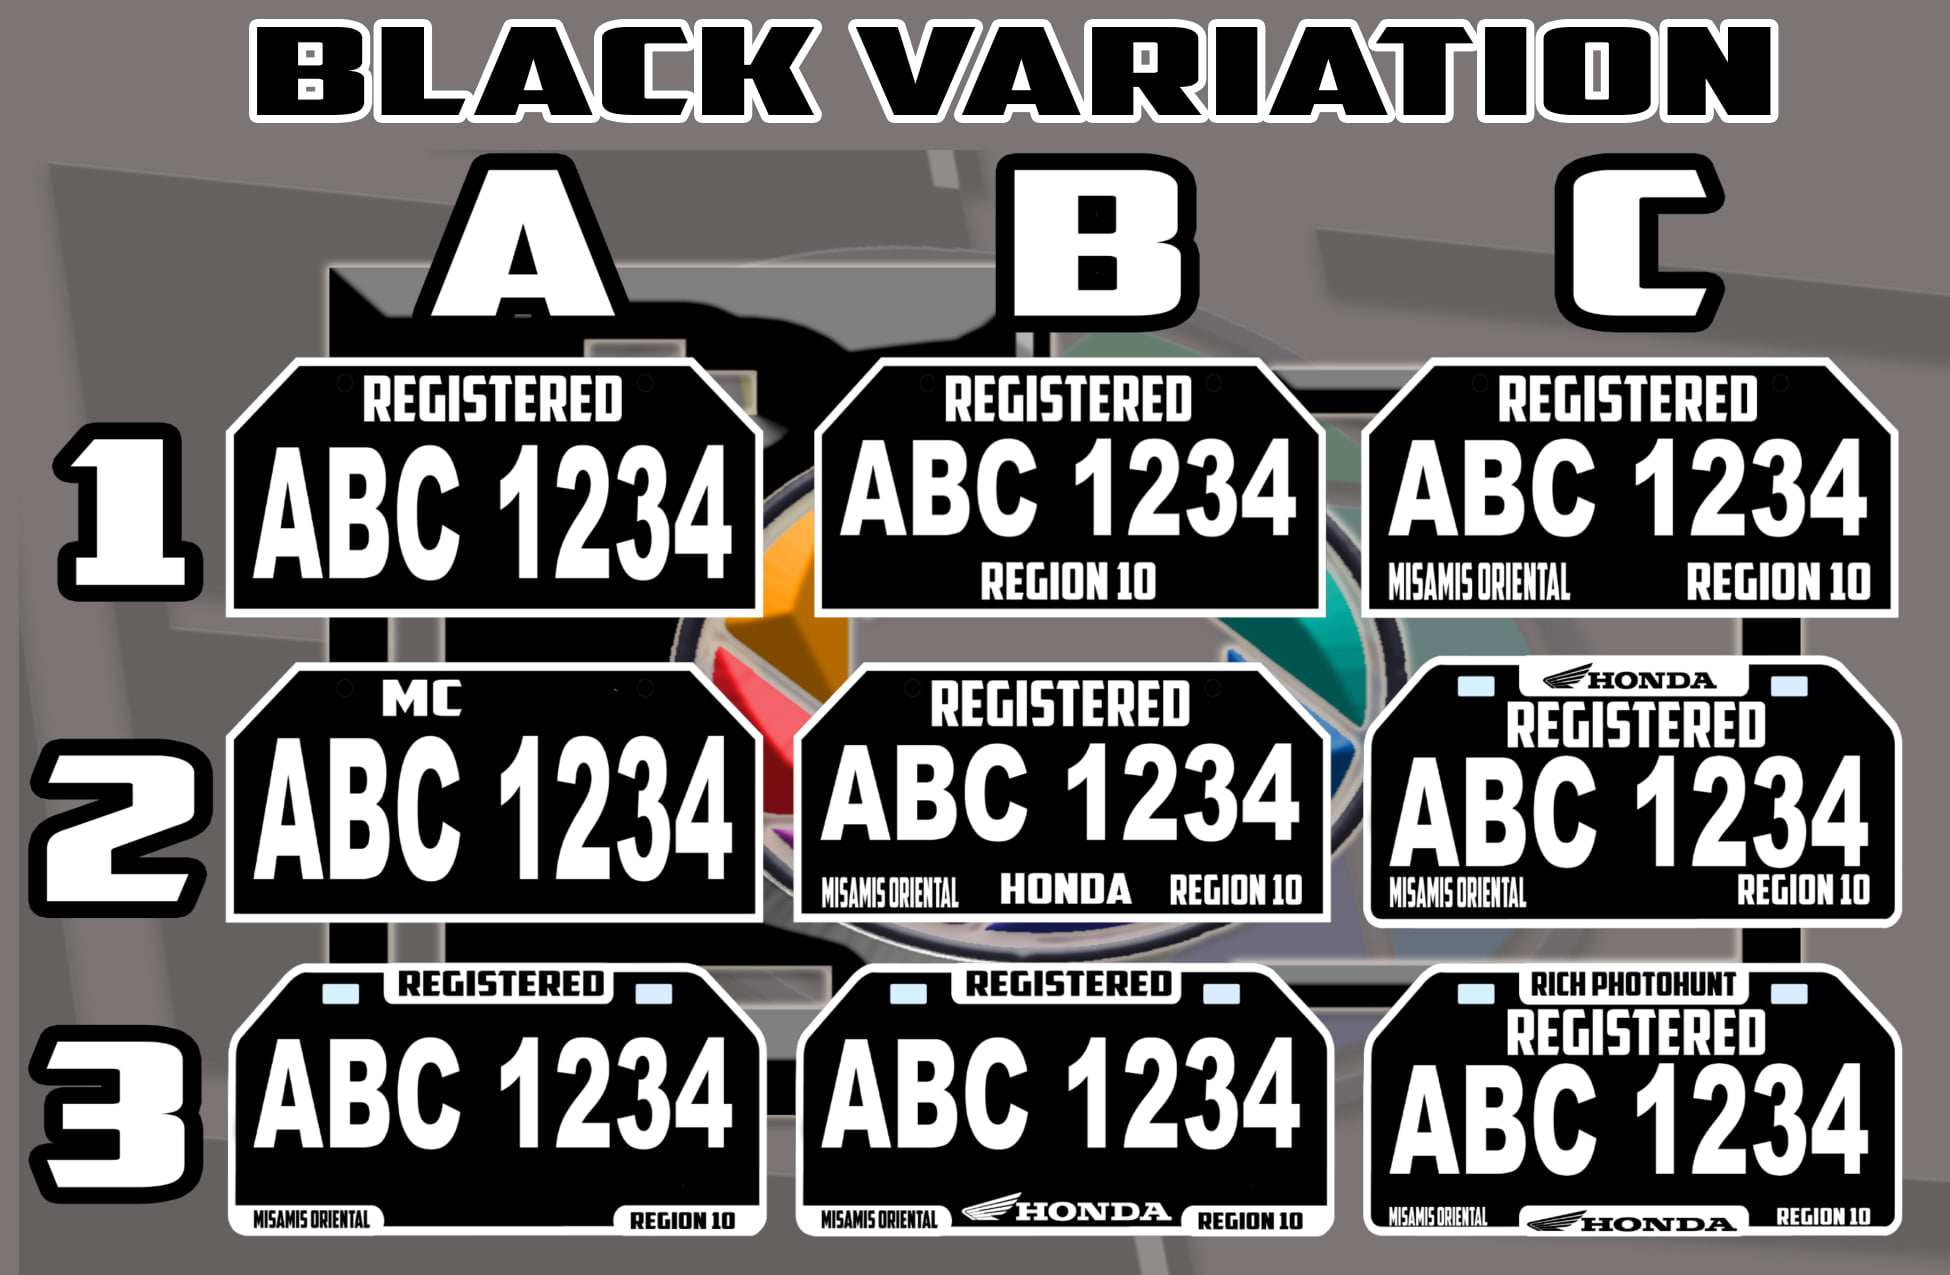 BLACK VARIATION
A B C
1
REGISTERED
ABC 1234
REGISTERED
ABC 1234
REGION 10
REGISTERED
ABC 1234
MISAMIS ORIENTAL REGION 10
2
MC
ABC 1234
REGISTERED
ABC 1234
MISAMIS ORIENTAL HONDA REGION 10
HONDA
REGISTERED
ABC 1234
MISAMIS ORIENTAL REGION 10
3
REGISTERED
ABC 1234
MISAMIS ORIENTAL REGION 10
REGISTERED
ABC 1234
MISAMIS ORIENTAL HONDA REGION 10
RICH PHOTOHUNT
REGISTERED
ABC 1234
MISAMIS ORIENTAL HONDA REGION 10